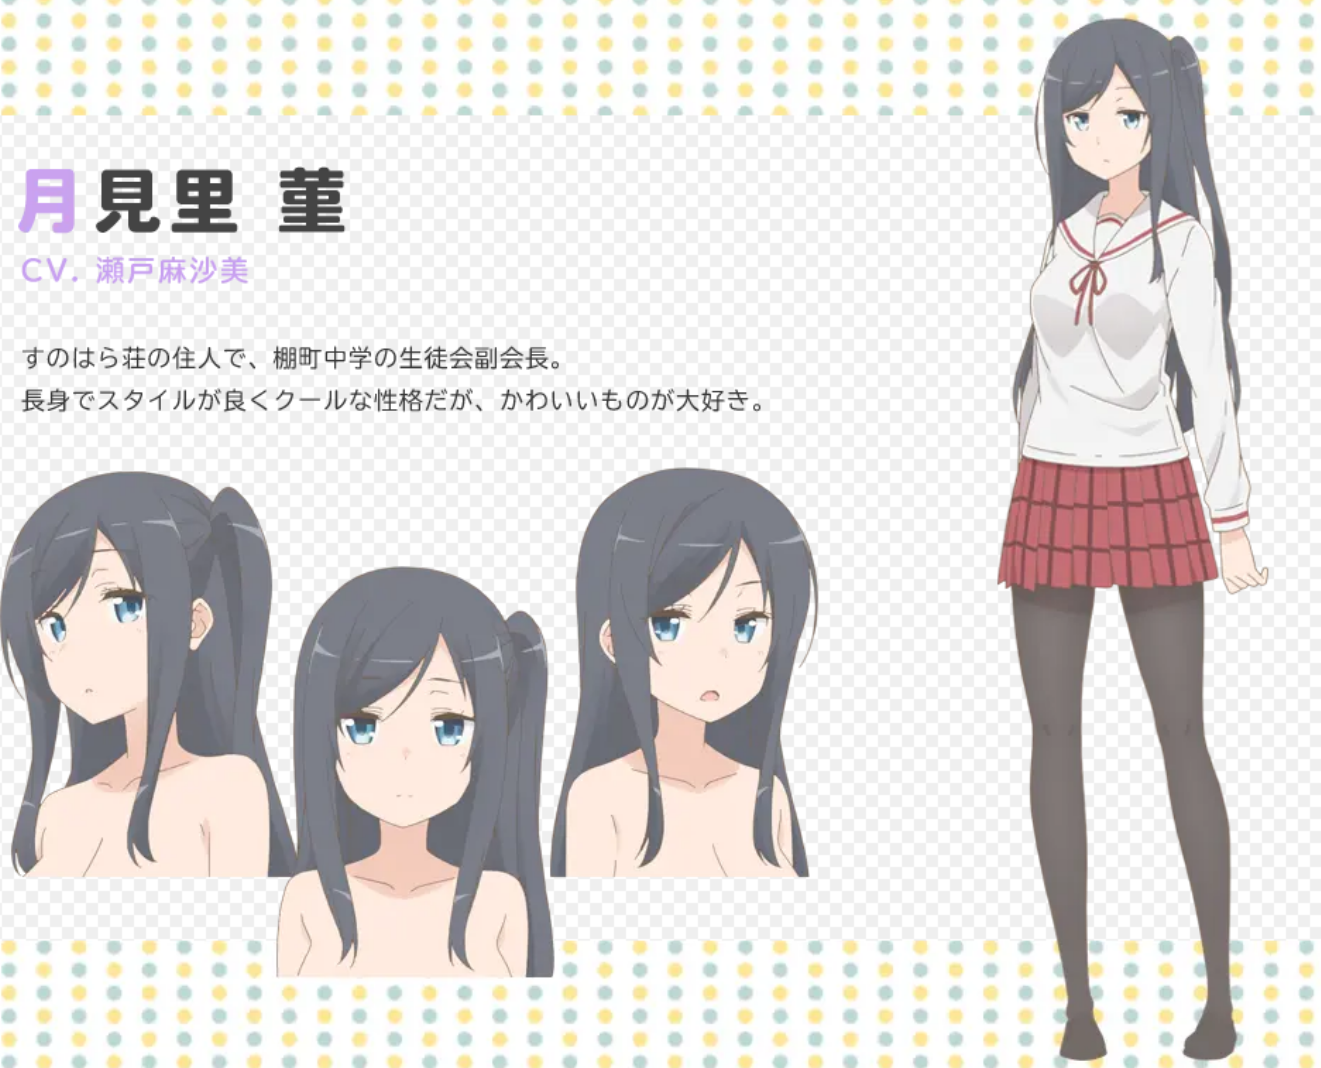 月見里 菫
CV. 瀬戸麻沙美
すのはら荘の住人で、棚町中学の生徒会副会長。
長身でスタイルが良くクールな性格だが、かわいいものが大好き。